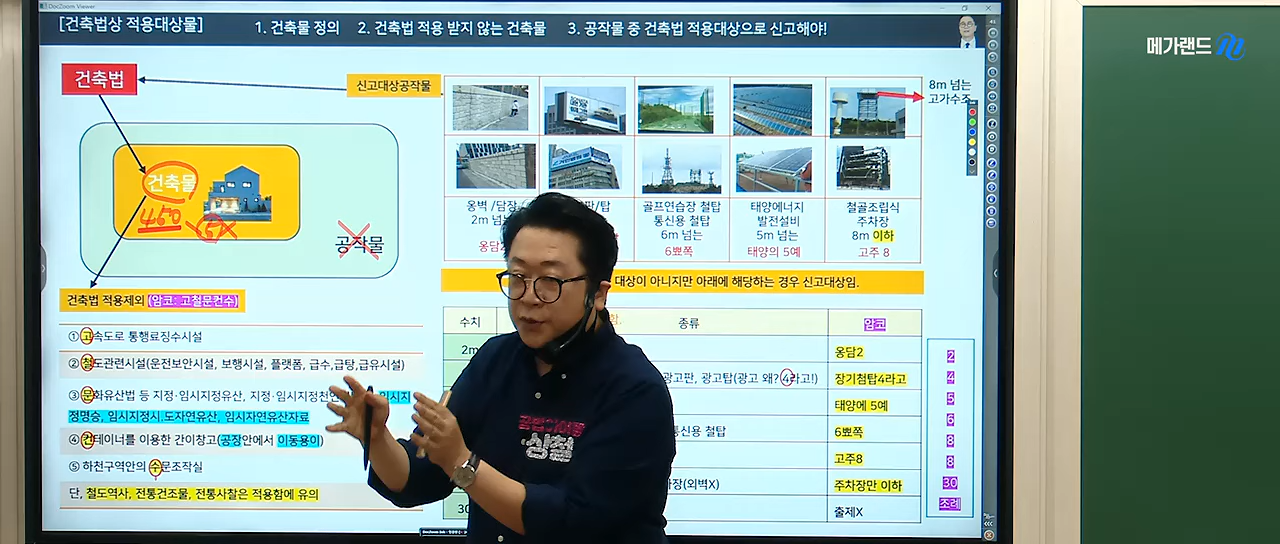 DocZoom Viewer
[건축법상 적용대상물] 1. 건축물 정의 2. 건축법 적용 받지 않는 건축물 3. 공작물 중 건축법 적용대상으로 신고해야!
메가랜드
건축법
신고대상공작물
8m 넘는
고가수조
건축물
450
5X
공작물
옹벽 /담장,
2m 넘
옹담2
판/탑
골프연습장 철탑
통신용 철탑
6m 넘는
6뾰쪽
태양에너지
발전설비
5m 넘는
태양의 5예
철골조립식
주차장
8m 이하
고주 8
대상이 아니지만 아래에 해당하는 경우 신고대상임.
건축법 적용제외 (암코: 고철문컨수)
① 고속도로 통행료징수시설
② 철도관련시설(운전보안시설, 보행시설, 플랫폼, 급수,급탕,급유시설)
③ 문화유산법 등 지정·임시지정유산, 지정·임시지정천연
임시지
정명승, 임시지정시,도자연유산, 임시자연유산자료
④ 컨테이너를 이용한 간이창고(공장안에서 이동용이)
⑤ 하천구역안의 수문조작실
단, 철도역사, 전통건조물, 전통사찰은 적용함에 유의
수치 종류 암코
2m
옹담2
광고판, 광고탑(광고 왜? 4라고!) 장기첨탑4라고
태양에 5예
통신용 철탑 6뾰쪽
고주8
장(외벽X) 주차장만 이하
30
출제X
2
4
5
6
8
8
30
조례